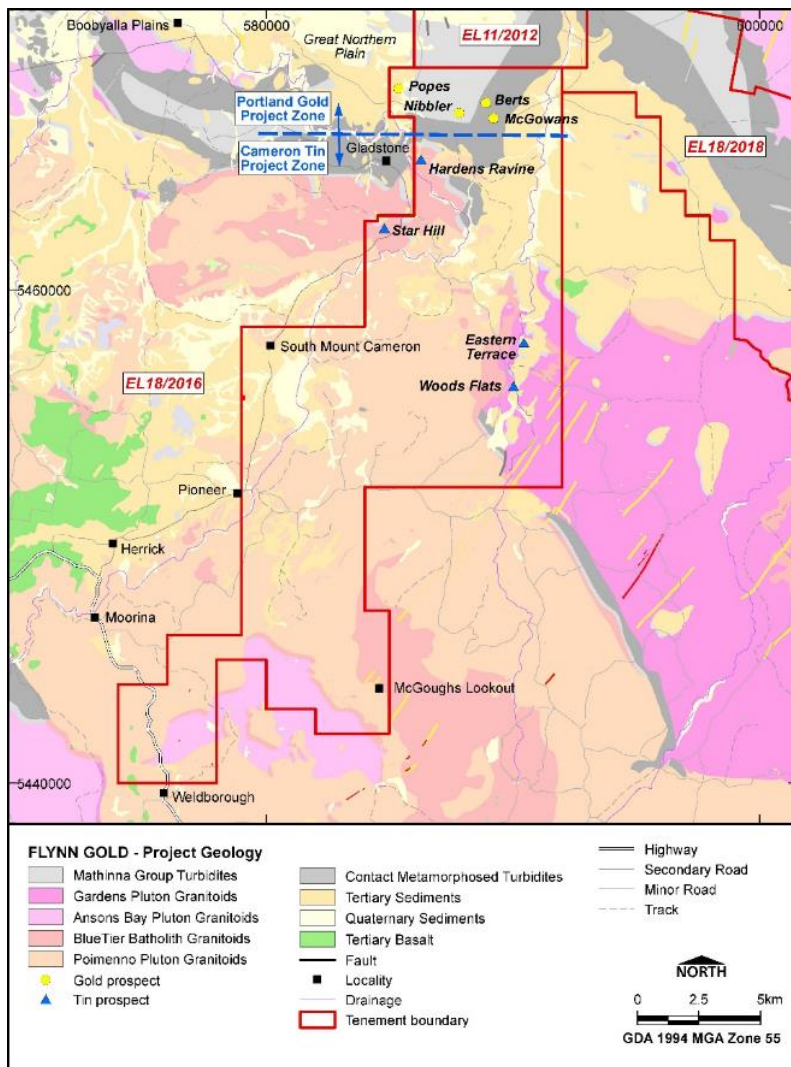 580000
600000
Boobyalla Plains
Great Northern
Plain
EL11/2012
Popes
Nibbler
Berts
McGowans
Portland Gold
Project Zone
Cameron Tin
Project Zone
Gladstone
EL18/2018
Hardens Ravine
Star Hill
5460000
South Mount Cameron
Eastern
Terrace
EL18/2016
Woods Flats
Pioneer
Herrick
Moorina
McGoughs Lookout
5440000
Weldborough
FLYNN GOLD - Project Geology
Mathinna Group Turbidites
Gardens Pluton Granitoids
Ansons Bay Pluton Granitoids
BlueTier Batholith Granitoids
Poimenno Pluton Granitoids
Gold prospect
Tin prospect
Contact Metamorphosed Turbidites
Tertiary Sediments
Quaternary Sediments
Tertiary Basalt
Fault
Locality
Drainage
Tenement boundary
Highway
Secondary Road
Minor Road
Track
NORTH
0 2.5 5km
GDA 1994 MGA Zone 55